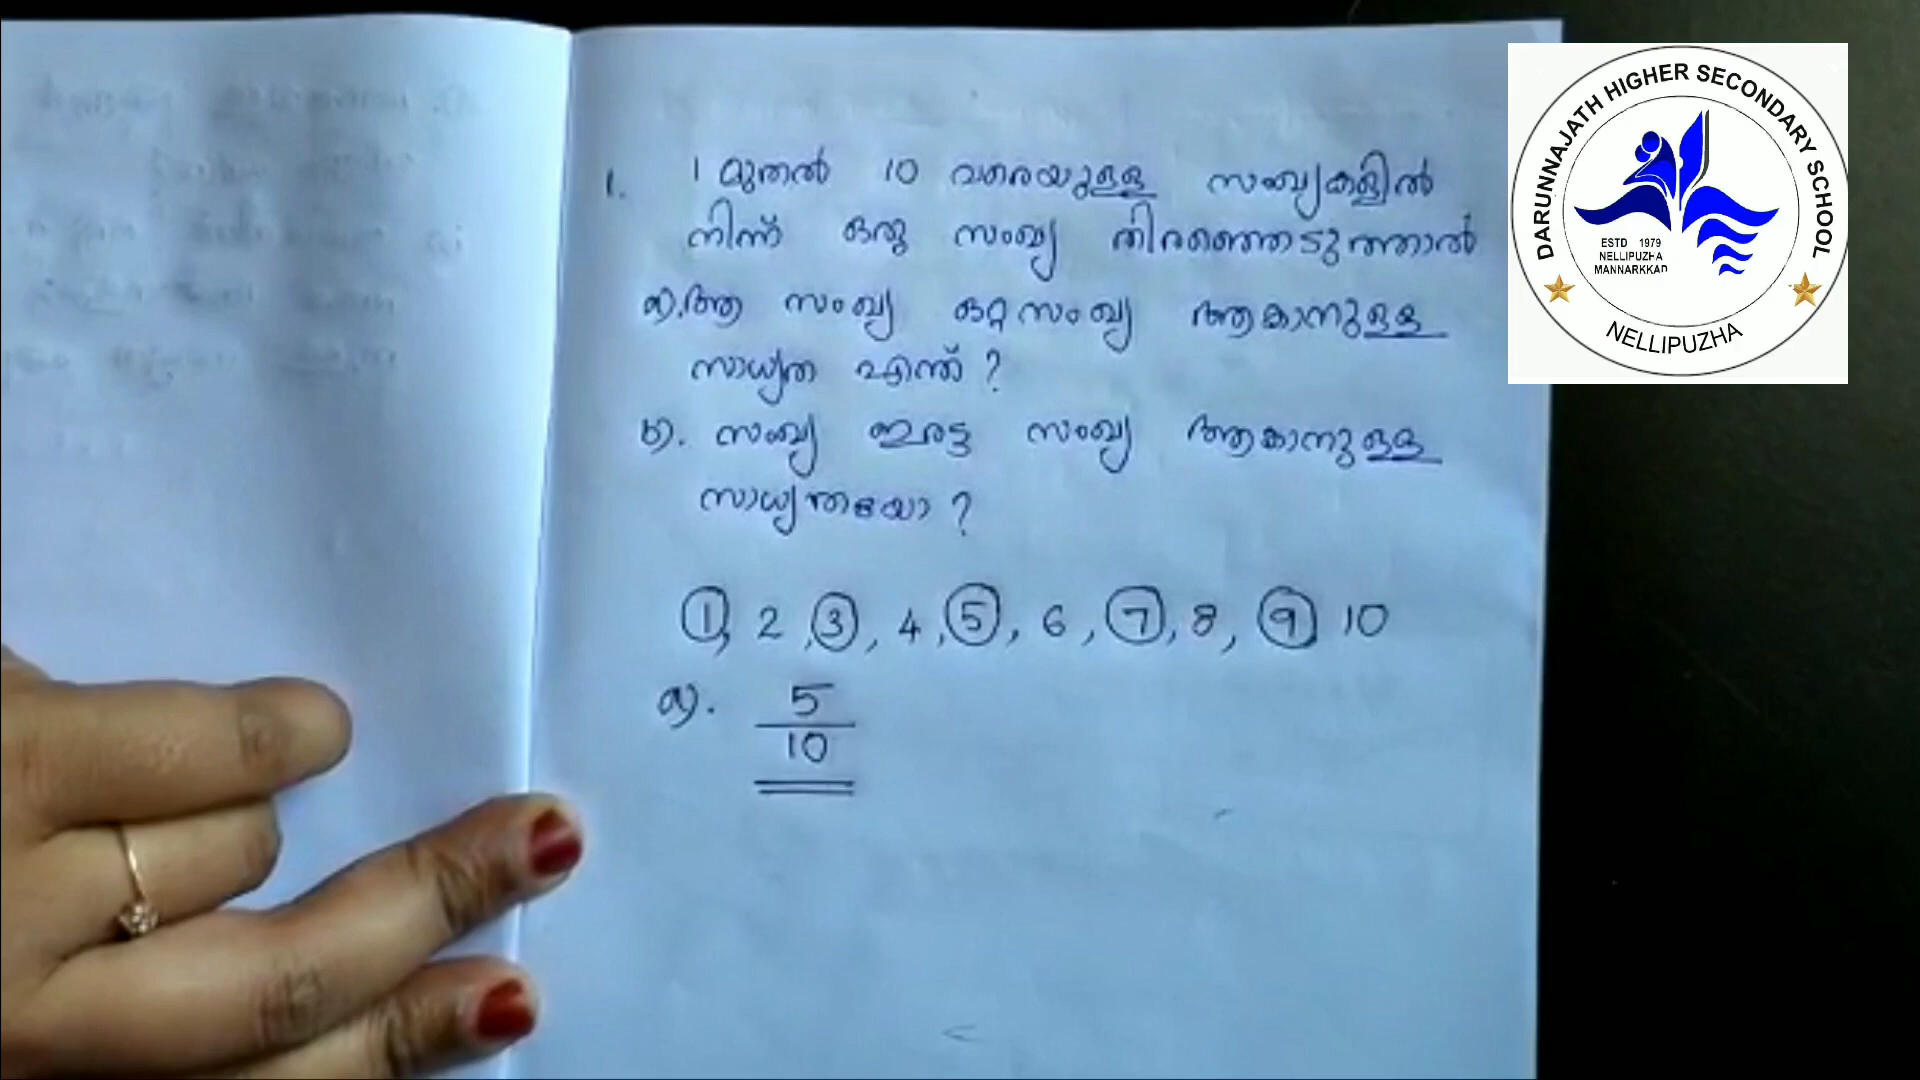 1. 1 മുതൽ 10 വരെയുള്ള സംഖ്യകളിൽ
നിന്ന് ഒരു സംഖ്യ തിരഞ്ഞെടുത്താൽ
a). ആ സംഖ്യ ഒറ്റസംഖ്യ ആകാനുള്ള
സാധ്യത എന്ത് ?
b). സംഖ്യ ഇരട്ട സംഖ്യ ആകാനുള്ള
സാധ്യതയോ ?
1, 2, 3, 4, 5, 6, 7, 8, 9, 10
a). 5
10
DARUNNAJATH HIGHER SECONDARY SCHOOL
ESTD 1979
NELLIPUZHA
MANNARKKAD
NELLIPUZHA